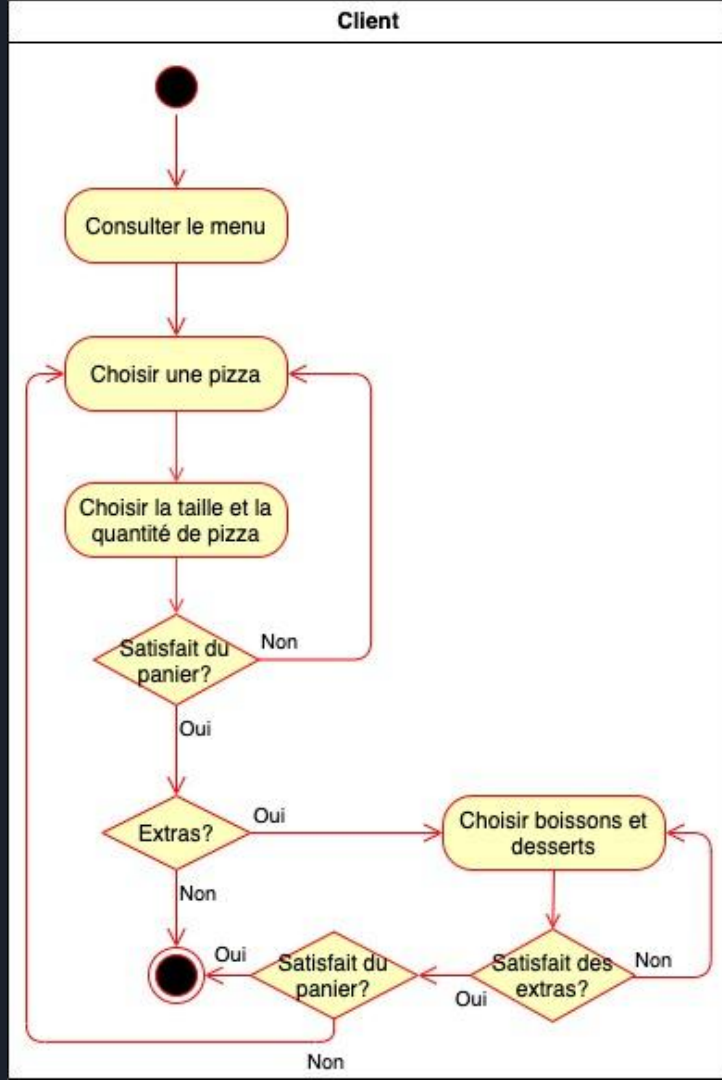 Client
Consulter le menu
Choisir une pizza
Choisir la taille et la
quantité de pizza
Satisfait du
panier?
Non
Oui
Extras?
Oui
Choisir boissons et
desserts
Non
Oui
Satisfait du
panier?
Oui
Satisfait des
extras?
Non
Non